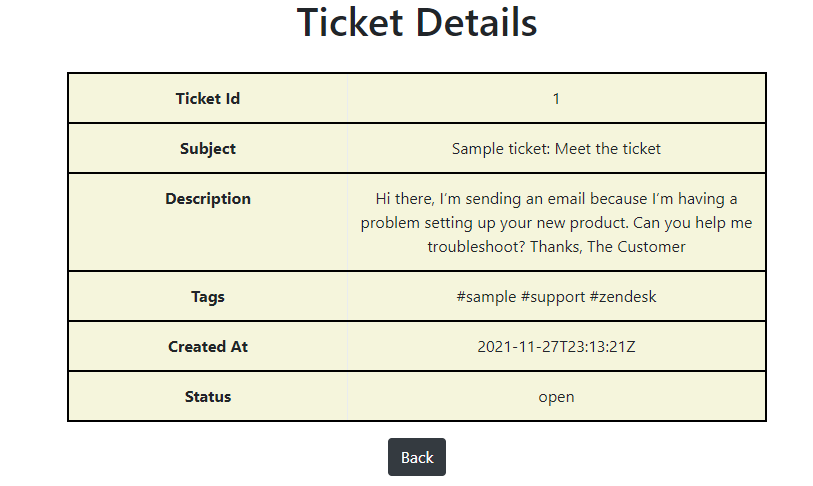 Ticket Details
Ticket Id 1
Subject Sample ticket: Meet the ticket
Description Hi there, I’m sending an email because I’m having a
problem setting up your new product. Can you help me
troubleshoot? Thanks, The Customer
Tags #sample #support #zendesk
Created At 2021-11-27T23:13:21Z
Status open
Back